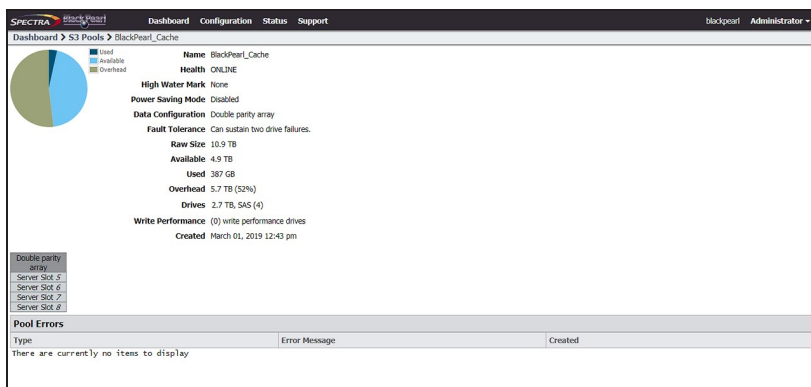 SPECTRA BlackPearl Dashboard Configuration Status Support blackpearl Administrator
Dashboard > S3 Pools > BlackPearl_Cache
Used
Available
Overhead
Name BlackPearl_Cache
Health ONLINE
High Water Mark None
Power Saving Mode Disabled
Data Configuration Double parity array
Fault Tolerance Can sustain two drive failures.
Raw Size 10.9 TB
Available 4.9 TB
Used 387 GB
Overhead 5.7 TB (52%)
Drives 2.7 TB, SAS (4)
Write Performance (0) write performance drives
Created March 01, 2019 12:43 pm
Double parity
array
Server Slot 5
Server Slot 6
Server Slot 7
Server Slot 8
Pool Errors
Type Error Message Created
There are currently no items to display